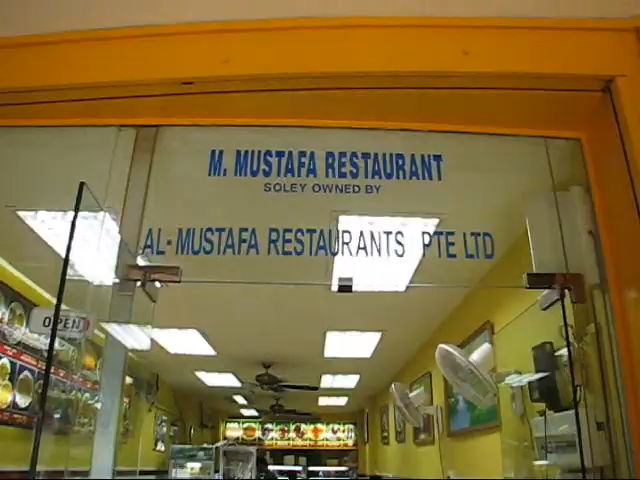 M. MUSTAFA RESTAURANT
SOLEY OWNED BY
AL-MUSTAFA RESTAURANTS PTE LTD
OPEN